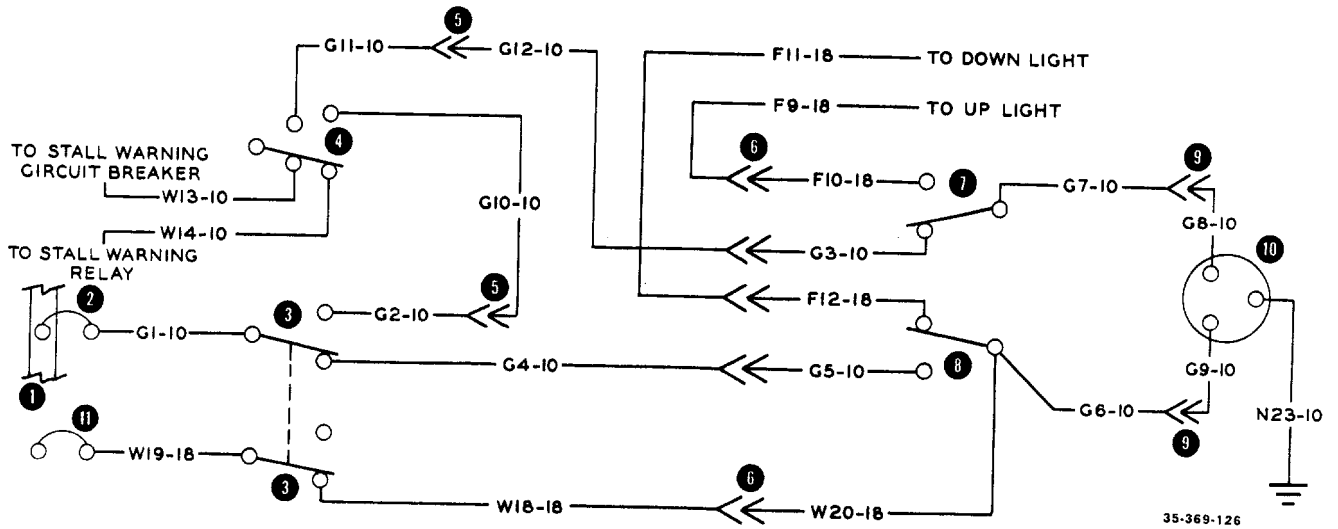 G11-10
5
G12-10
F11-18
TO DOWN LIGHT
F9-18
TO UP LIGHT
4
TO STALL WARNING
CIRCUIT BREAKER
W13-10
W14-10
TO STALL WARNING
RELAY
G10-10
6
F10-18
7
G7-10
9
G8-10
10
G3-10
2
3
5
G2-10
F12-18
G1-10
G4-10
G5-10
8
G9-10
1
G6-10
9
N23-10
11
W19-18
3
6
W18-18
W20-18
35-369-126